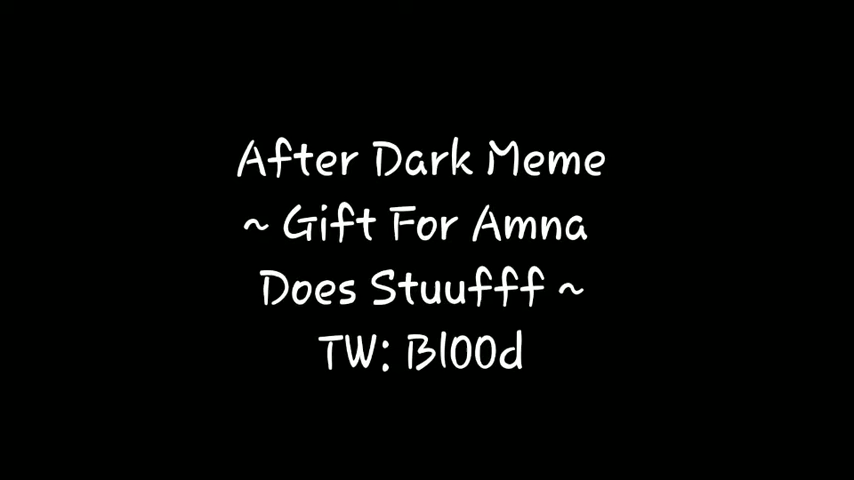 After Dark Meme
~ Gift For Amna
Does Stuufff ~
TW: Bl00d